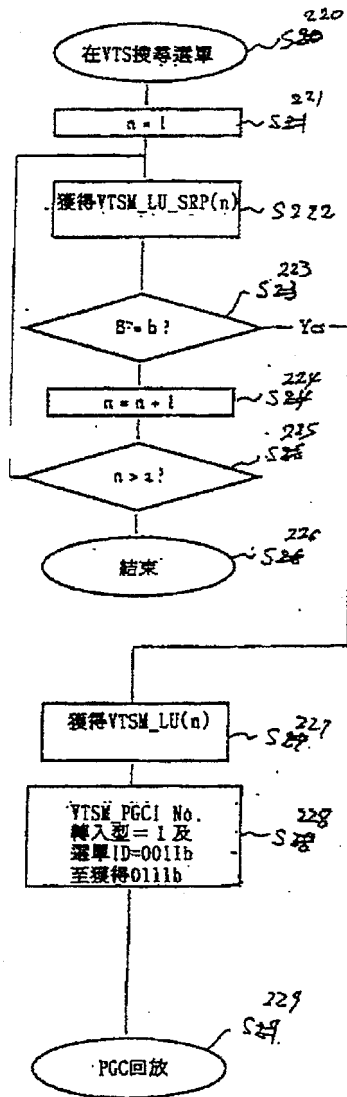 220
在VTS搜尋選單
S20
221
n = 1
S21
獲得VTSM_LU_SRP(n)
S222
223
S23
B = b?
Yes
224
n = n + 1
S24
225
S25
n > a?
226
結束
S26
獲得VTSM_LU(n)
227
S27
VTSM_PGCI No.
轉入型=1 及
選單ID=0011b
至獲得0111b
228
S28
229
S29
PGC回放